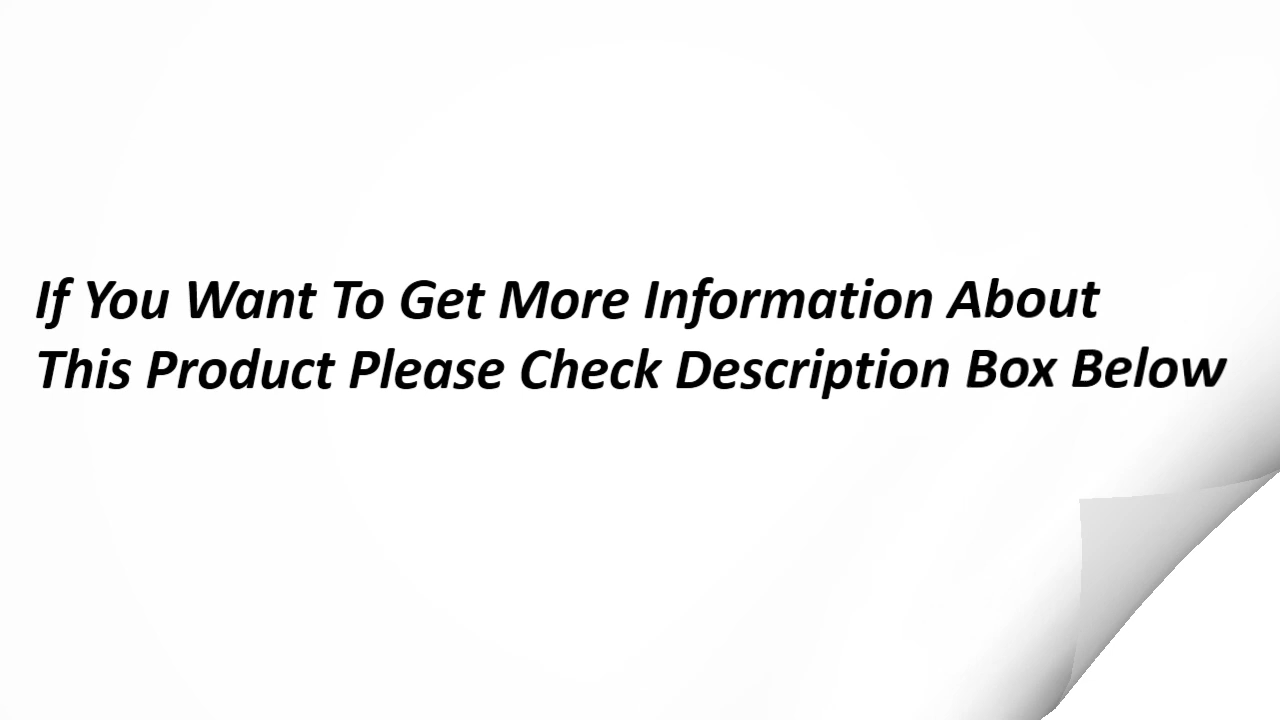 If You Want To Get More Information About
This Product Please Check Description Box Below